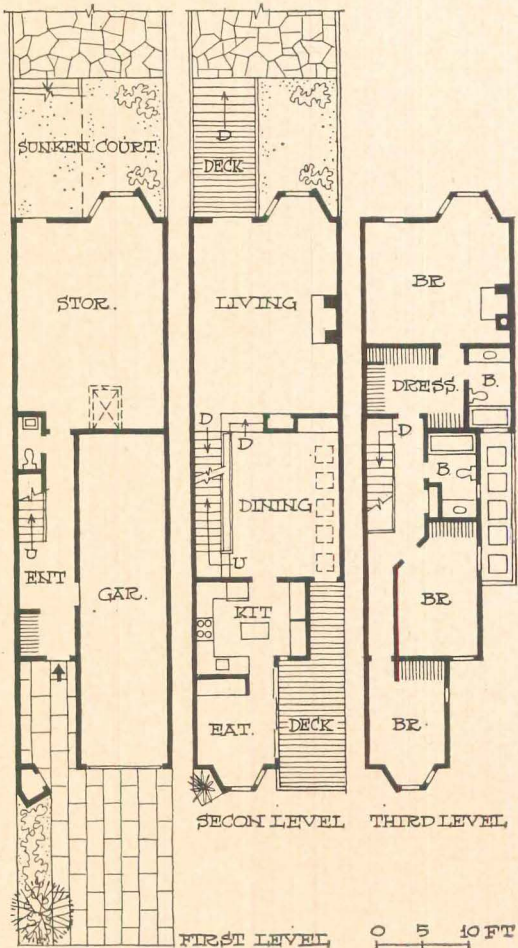 SUNKEN COURT
STOR.
U
ENT
GAR.
FIRST LEVEL
D
DECK
LIVING
D
D
DINING
U
KIT
EAT.
DECK
SECON LEVEL
BR
DRESS.
B.
D
B.
BR
BR
THIRD LEVEL
0 5 10 FT